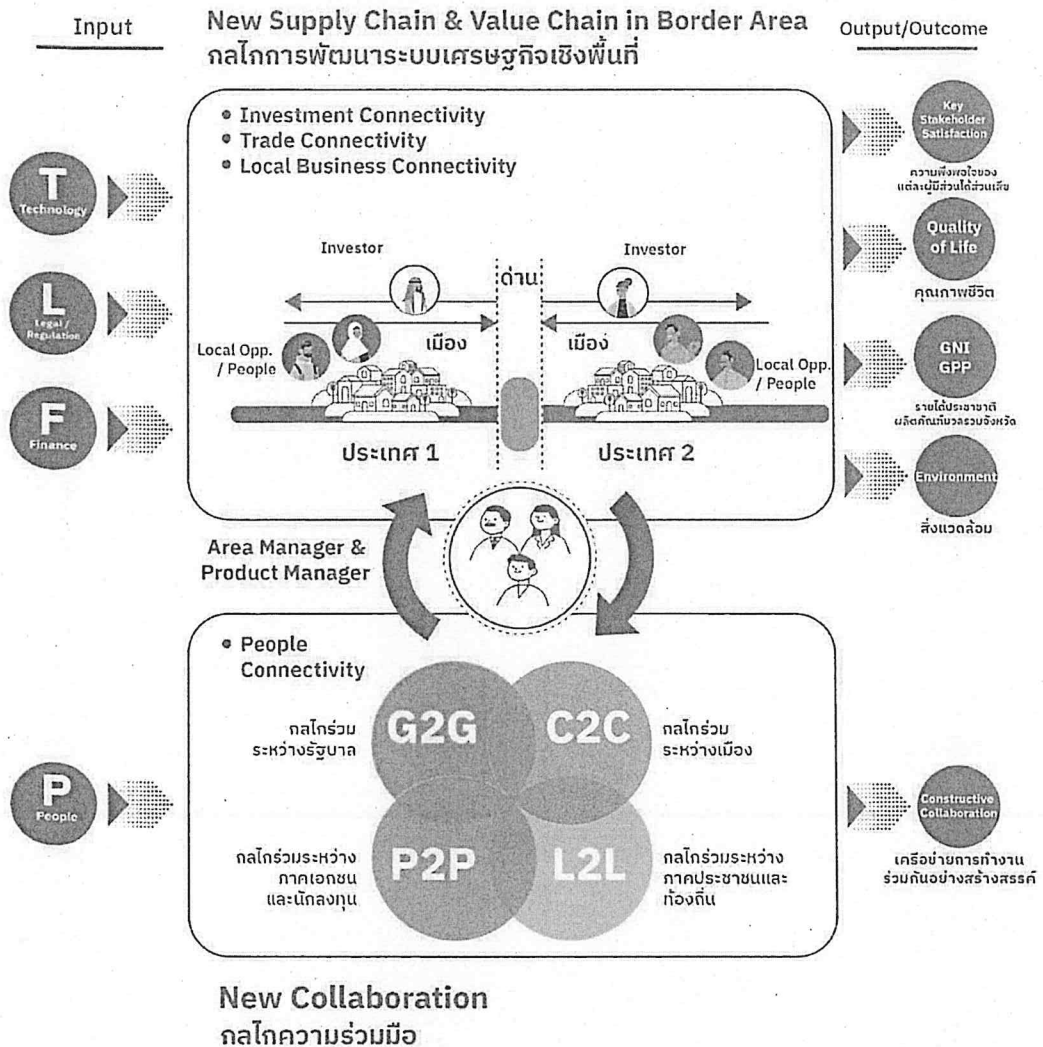 Input
New Supply Chain & Value Chain in Border Area
กลไกการพัฒนาระบบเศรษฐกิจเชิงพื้นที่
Output/Outcome
• Investment Connectivity
• Trade Connectivity
• Local Business Connectivity
T
Technology
L
Legal /
Regulation
F
Finance
Investor
ด่าน
Investor
เมือง
เมือง
Local Opp.
/ People
Local Opp.
/ People
ประเทศ 1
ประเทศ 2
Key
Stakeholder
Satisfaction
ความพึงพอใจของ
แต่ละผู้มีส่วนได้ส่วนเสีย
Quality
of Life
คุณภาพชีวิต
GNI
GPP
รายได้ประชาชาติ
ผลิตภัณฑ์มวลรวมจังหวัด
Environment
สิ่งแวดล้อม
Area Manager &
Product Manager
• People
Connectivity
G2G
กลไกร่วม
ระหว่างรัฐบาล
C2C
กลไกร่วม
ระหว่างเมือง
P2P
กลไกร่วมระหว่าง
ภาคเอกชน
และนักลงทุน
L2L
กลไกร่วมระหว่าง
ภาคประชาชนและ
ท้องถิ่น
P
People
Constructive
Collaboration
เครือข่ายการทำงาน
ร่วมกันอย่างสร้างสรรค์
New Collaboration
กลไกความร่วมมือ